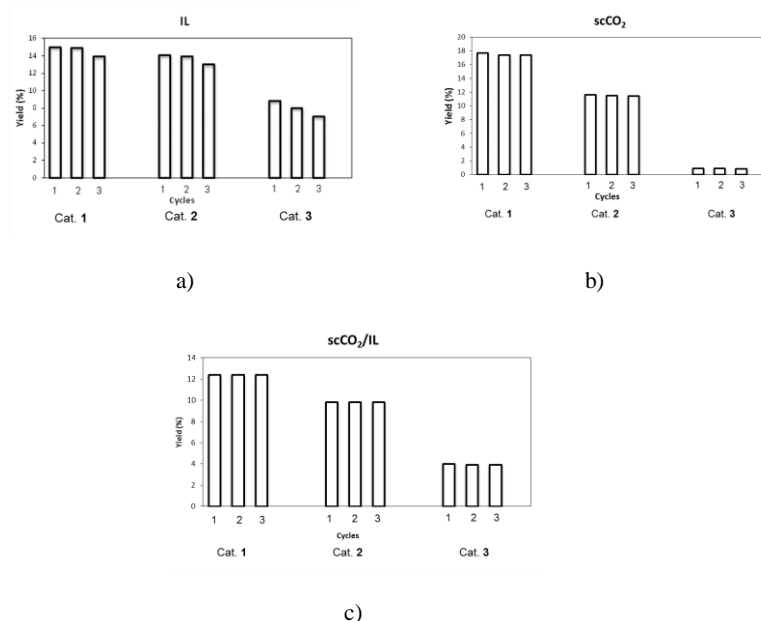 IL
16
14
12
10
8
6
4
2
0
Yield (%)
1 2 3 1 2 3 1 2 3
Cycles
Cat. 1 Cat. 2 Cat. 3
a)
scCO₂
20
18
16
14
12
10
8
6
4
2
0
Yield (%)
1 2 3 1 2 3 1 2 3
Cycles
Cat. 1 Cat. 2 Cat. 3
b)
scCO₂/IL
14
12
10
8
6
4
2
0
Yield (%)
1 2 3 1 2 3 1 2 3
Cycles
Cat. 1 Cat. 2 Cat. 3
c)